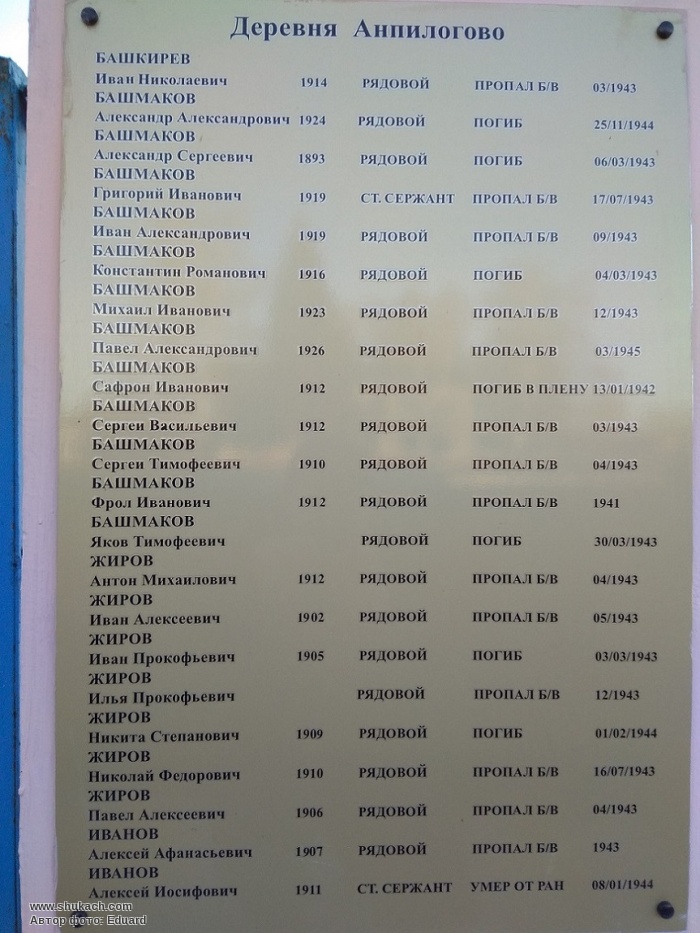 Деревня Анпилогово
БАШКИРЕВ
Иван Николаевич 1914 РЯДОВОЙ ПРОПАЛ Б/В 03/1943
БАШМАКОВ
Александр Александрович 1924 РЯДОВОЙ ПОГИБ 25/11/1944
БАШМАКОВ
Александр Сергеевич 1893 РЯДОВОЙ ПОГИБ 06/03/1943
БАШМАКОВ
Григорий Иванович 1919 СТ. СЕРЖАНТ ПРОПАЛ Б/В 17/07/1943
БАШМАКОВ
Иван Александрович 1919 РЯДОВОЙ ПРОПАЛ Б/В 09/1943
БАШМАКОВ
Константин Романович 1916 РЯДОВОЙ ПОГИБ 04/03/1943
БАШМАКОВ
Михаил Иванович 1923 РЯДОВОЙ ПРОПАЛ Б/В 12/1943
БАШМАКОВ
Павел Александрович 1926 РЯДОВОЙ ПРОПАЛ Б/В 03/1945
БАШМАКОВ
Сафрон Иванович 1912 РЯДОВОЙ ПОГИБ В ПЛЕНУ 13/01/1942
БАШМАКОВ
Сергей Васильевич 1912 РЯДОВОЙ ПРОПАЛ Б/В 03/1943
БАШМАКОВ
Сергей Тимофеевич 1910 РЯДОВОЙ ПРОПАЛ Б/В 04/1943
БАШМАКОВ
Фрол Иванович 1912 РЯДОВОЙ ПРОПАЛ Б/В 1941
БАШМАКОВ
Яков Тимофеевич РЯДОВОЙ ПОГИБ 30/03/1943
ЖИРОВ
Антон Михайлович 1912 РЯДОВОЙ ПРОПАЛ Б/В 04/1943
ЖИРОВ
Иван Алексеевич 1902 РЯДОВОЙ ПРОПАЛ Б/В 05/1943
ЖИРОВ
Иван Прокофьевич 1905 РЯДОВОЙ ПОГИБ 03/03/1943
ЖИРОВ
Илья Прокофьевич РЯДОВОЙ ПРОПАЛ Б/В 12/1943
ЖИРОВ
Никита Степанович 1909 РЯДОВОЙ ПОГИБ 01/02/1944
ЖИРОВ
Николай Федорович 1910 РЯДОВОЙ ПРОПАЛ Б/В 16/07/1943
ЖИРОВ
Павел Алексеевич 1906 РЯДОВОЙ ПРОПАЛ Б/В 04/1943
ИВАНОВ
Алексей Афанасьевич 1907 РЯДОВОЙ ПРОПАЛ Б/В 1943
ИВАНОВ
Алексей Иосифович 1911 СТ. СЕРЖАНТ УМЕР ОТ РАН 08/01/1944
www.shukach.com
Автор фото: Eduard